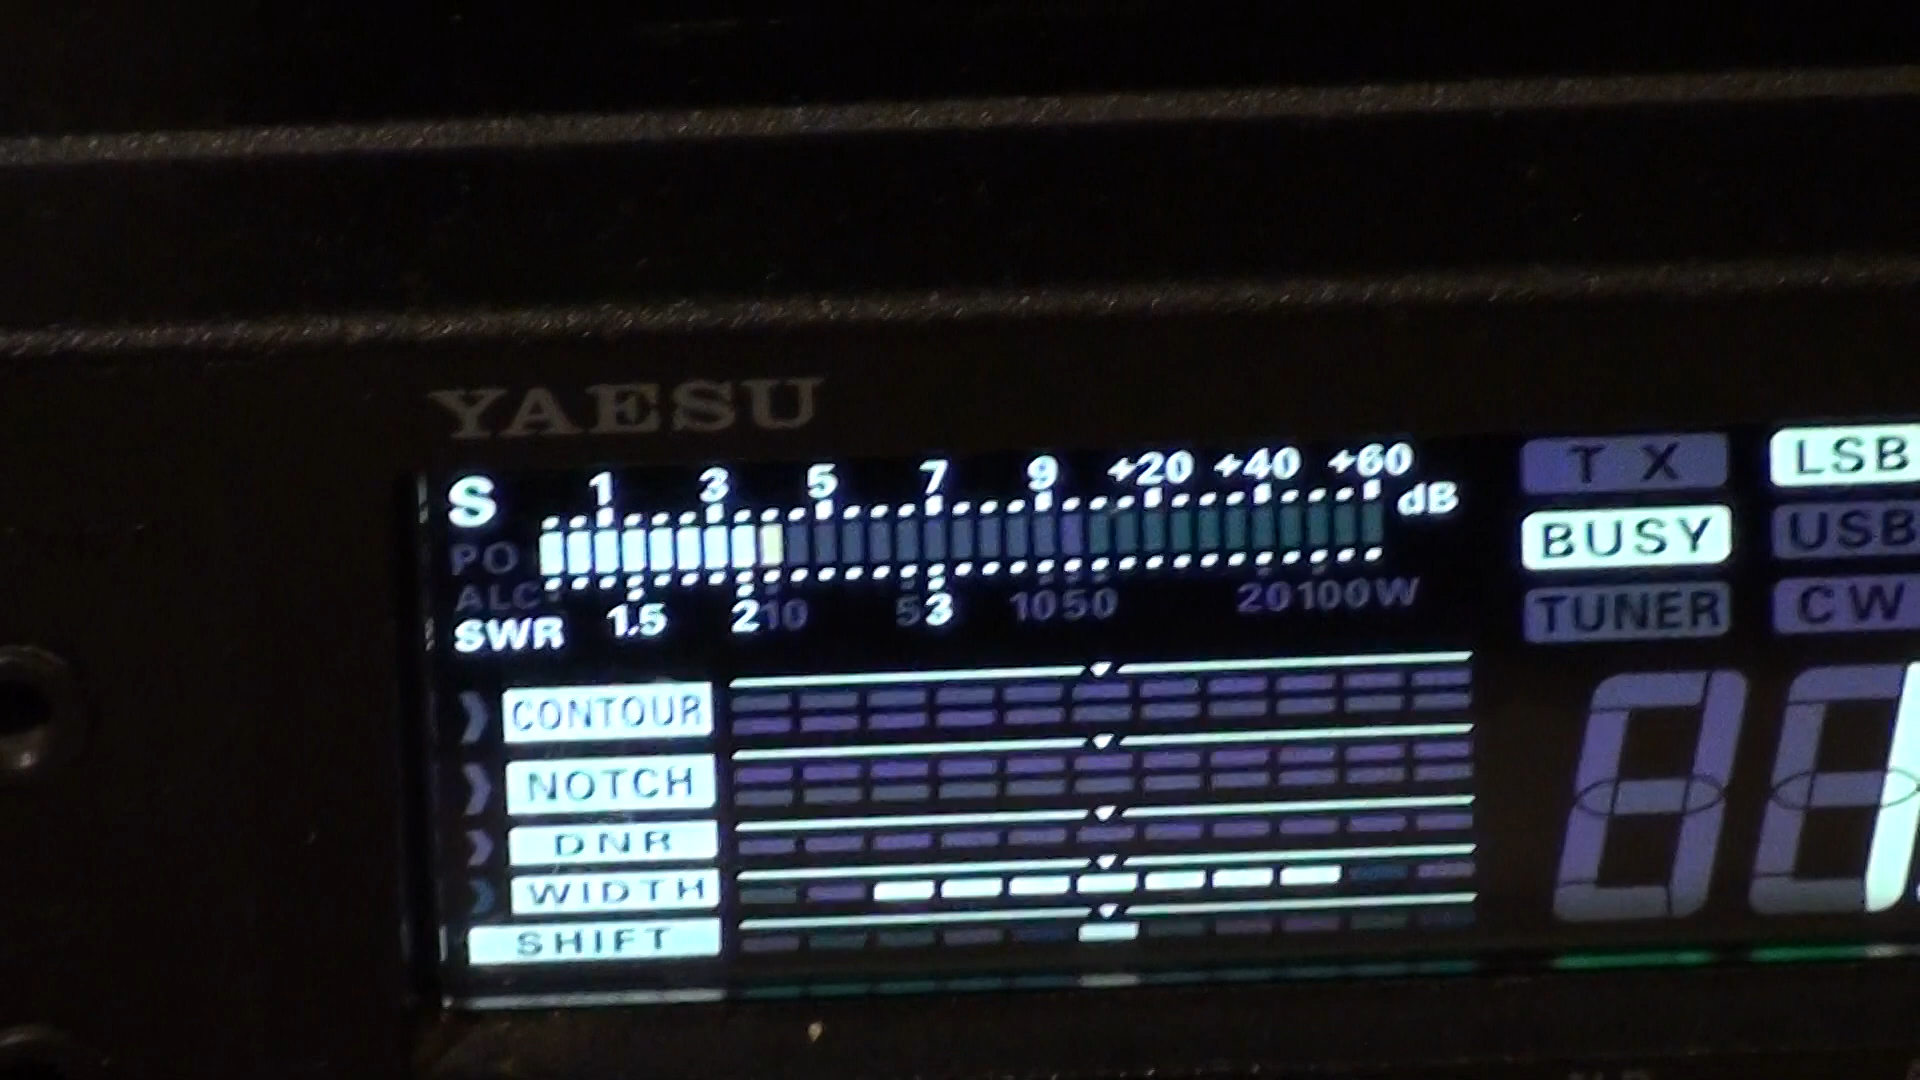 YAESU
S 1 3 5 7 9 +20 +40 +60 dB
PO
ALC
SWR 1.5 2 10 5 3 10 50 20 100W
CONTOUR
NOTCH
DNR
WIDTH
SHIFT
TX LSB
BUSY USB
TUNER CW